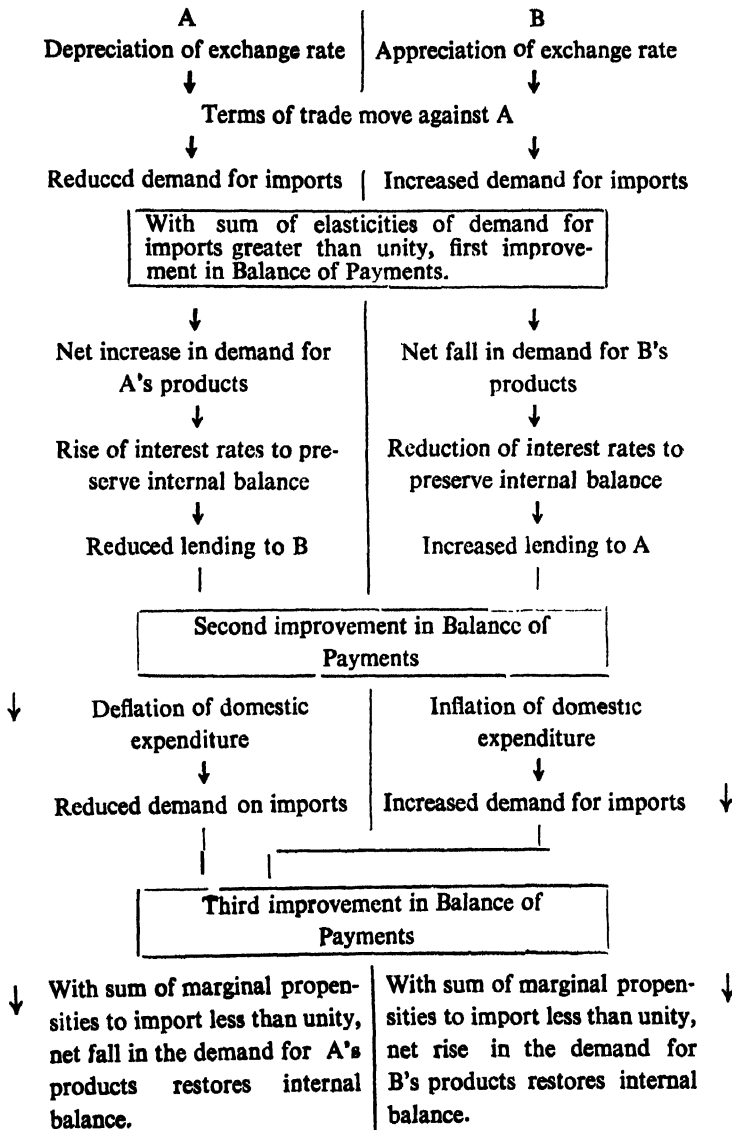 A
Depreciation of exchange rate
B
Appreciation of exchange rate
Terms of trade move against A
Reduced demand for imports
Increased demand for imports
With sum of elasticities of demand for
imports greater than unity, first improve-
ment in Balance of Payments.
Net increase in demand for
A's products
Net fall in demand for B's
products
Rise of interest rates to pre-
serve internal balance
Reduction of interest rates to
preserve internal balance
Reduced lending to B
Increased lending to A
Second improvement in Balance of
Payments
Deflation of domestic
expenditure
Inflation of domestic
expenditure
Reduced demand on imports
Increased demand for imports
Third improvement in Balance of
Payments
With sum of marginal propen-
sities to import less than unity,
net fall in the demand for A's
products restores internal
balance.
With sum of marginal propen-
sities to import less than unity,
net rise in the demand for
B's products restores internal
balance.